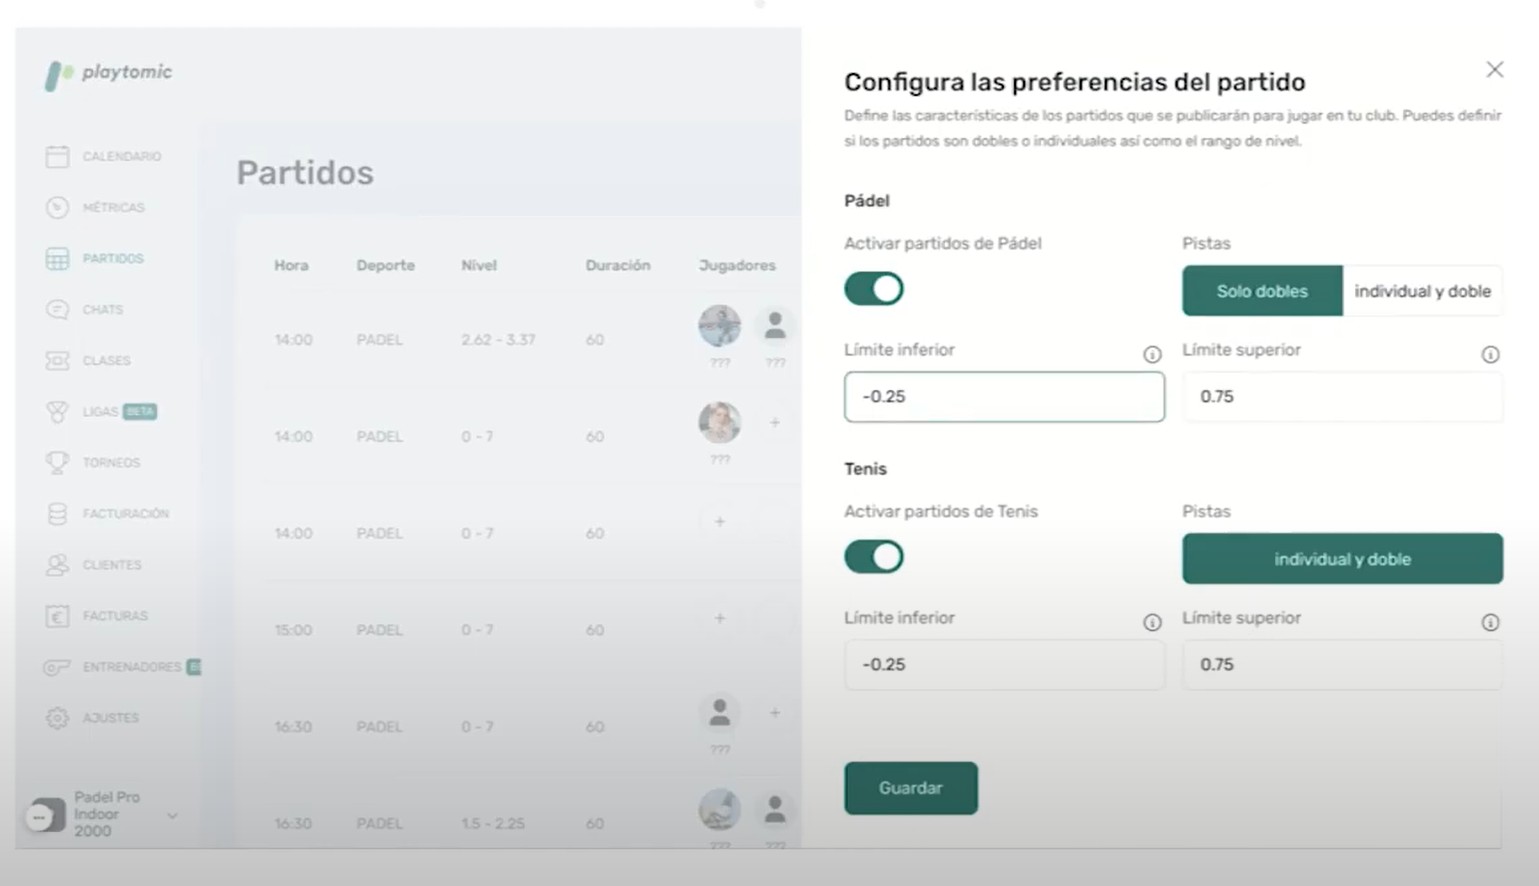 playtomic
CALENDARIO
MÉTRICAS
PARTIDOS
CHATS
CLASES
LIGAS BETA
TORNEOS
FACTURACIÓN
CLIENTES
FACTURAS
ENTRENADORES
AJUSTES
Padel Pro
Indoor
2000
Partidos
Hora Deporte Nivel Duración Jugadores
14:00 PADEL 2.62 - 3.37 60
??? ???
14:00 PADEL 0 - 7 60 +
???
14:00 PADEL 0 - 7 60 +
15:00 PADEL 0 - 7 60 +
16:30 PADEL 0 - 7 60 +
???
16:30 PADEL 1.5 - 2.25 60
??? ???
Configura las preferencias del partido
Define las características de los partidos que se publicarán para jugar en tu club. Puedes definir
si los partidos son dobles o individuales así como el rango de nivel.
Pádel
Activar partidos de Pádel Pistas
Solo dobles individual y doble
Límite inferior Límite superior
-0.25 0.75
Tenis
Activar partidos de Tenis Pistas
individual y doble
Límite inferior Límite superior
-0.25 0.75
Guardar